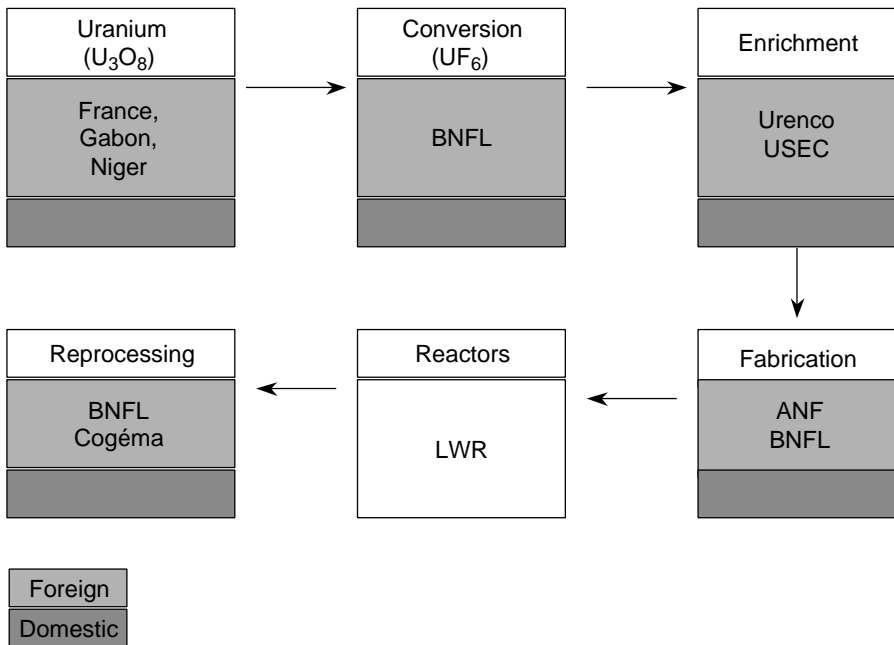 Uranium
(U₃O₈)
France,
Gabon,
Niger
Conversion
(UF₆)
BNFL
Enrichment
Urenco
USEC
Fabrication
ANF
BNFL
Reactors
LWR
Reprocessing
BNFL
Cogéma
Foreign
Domestic